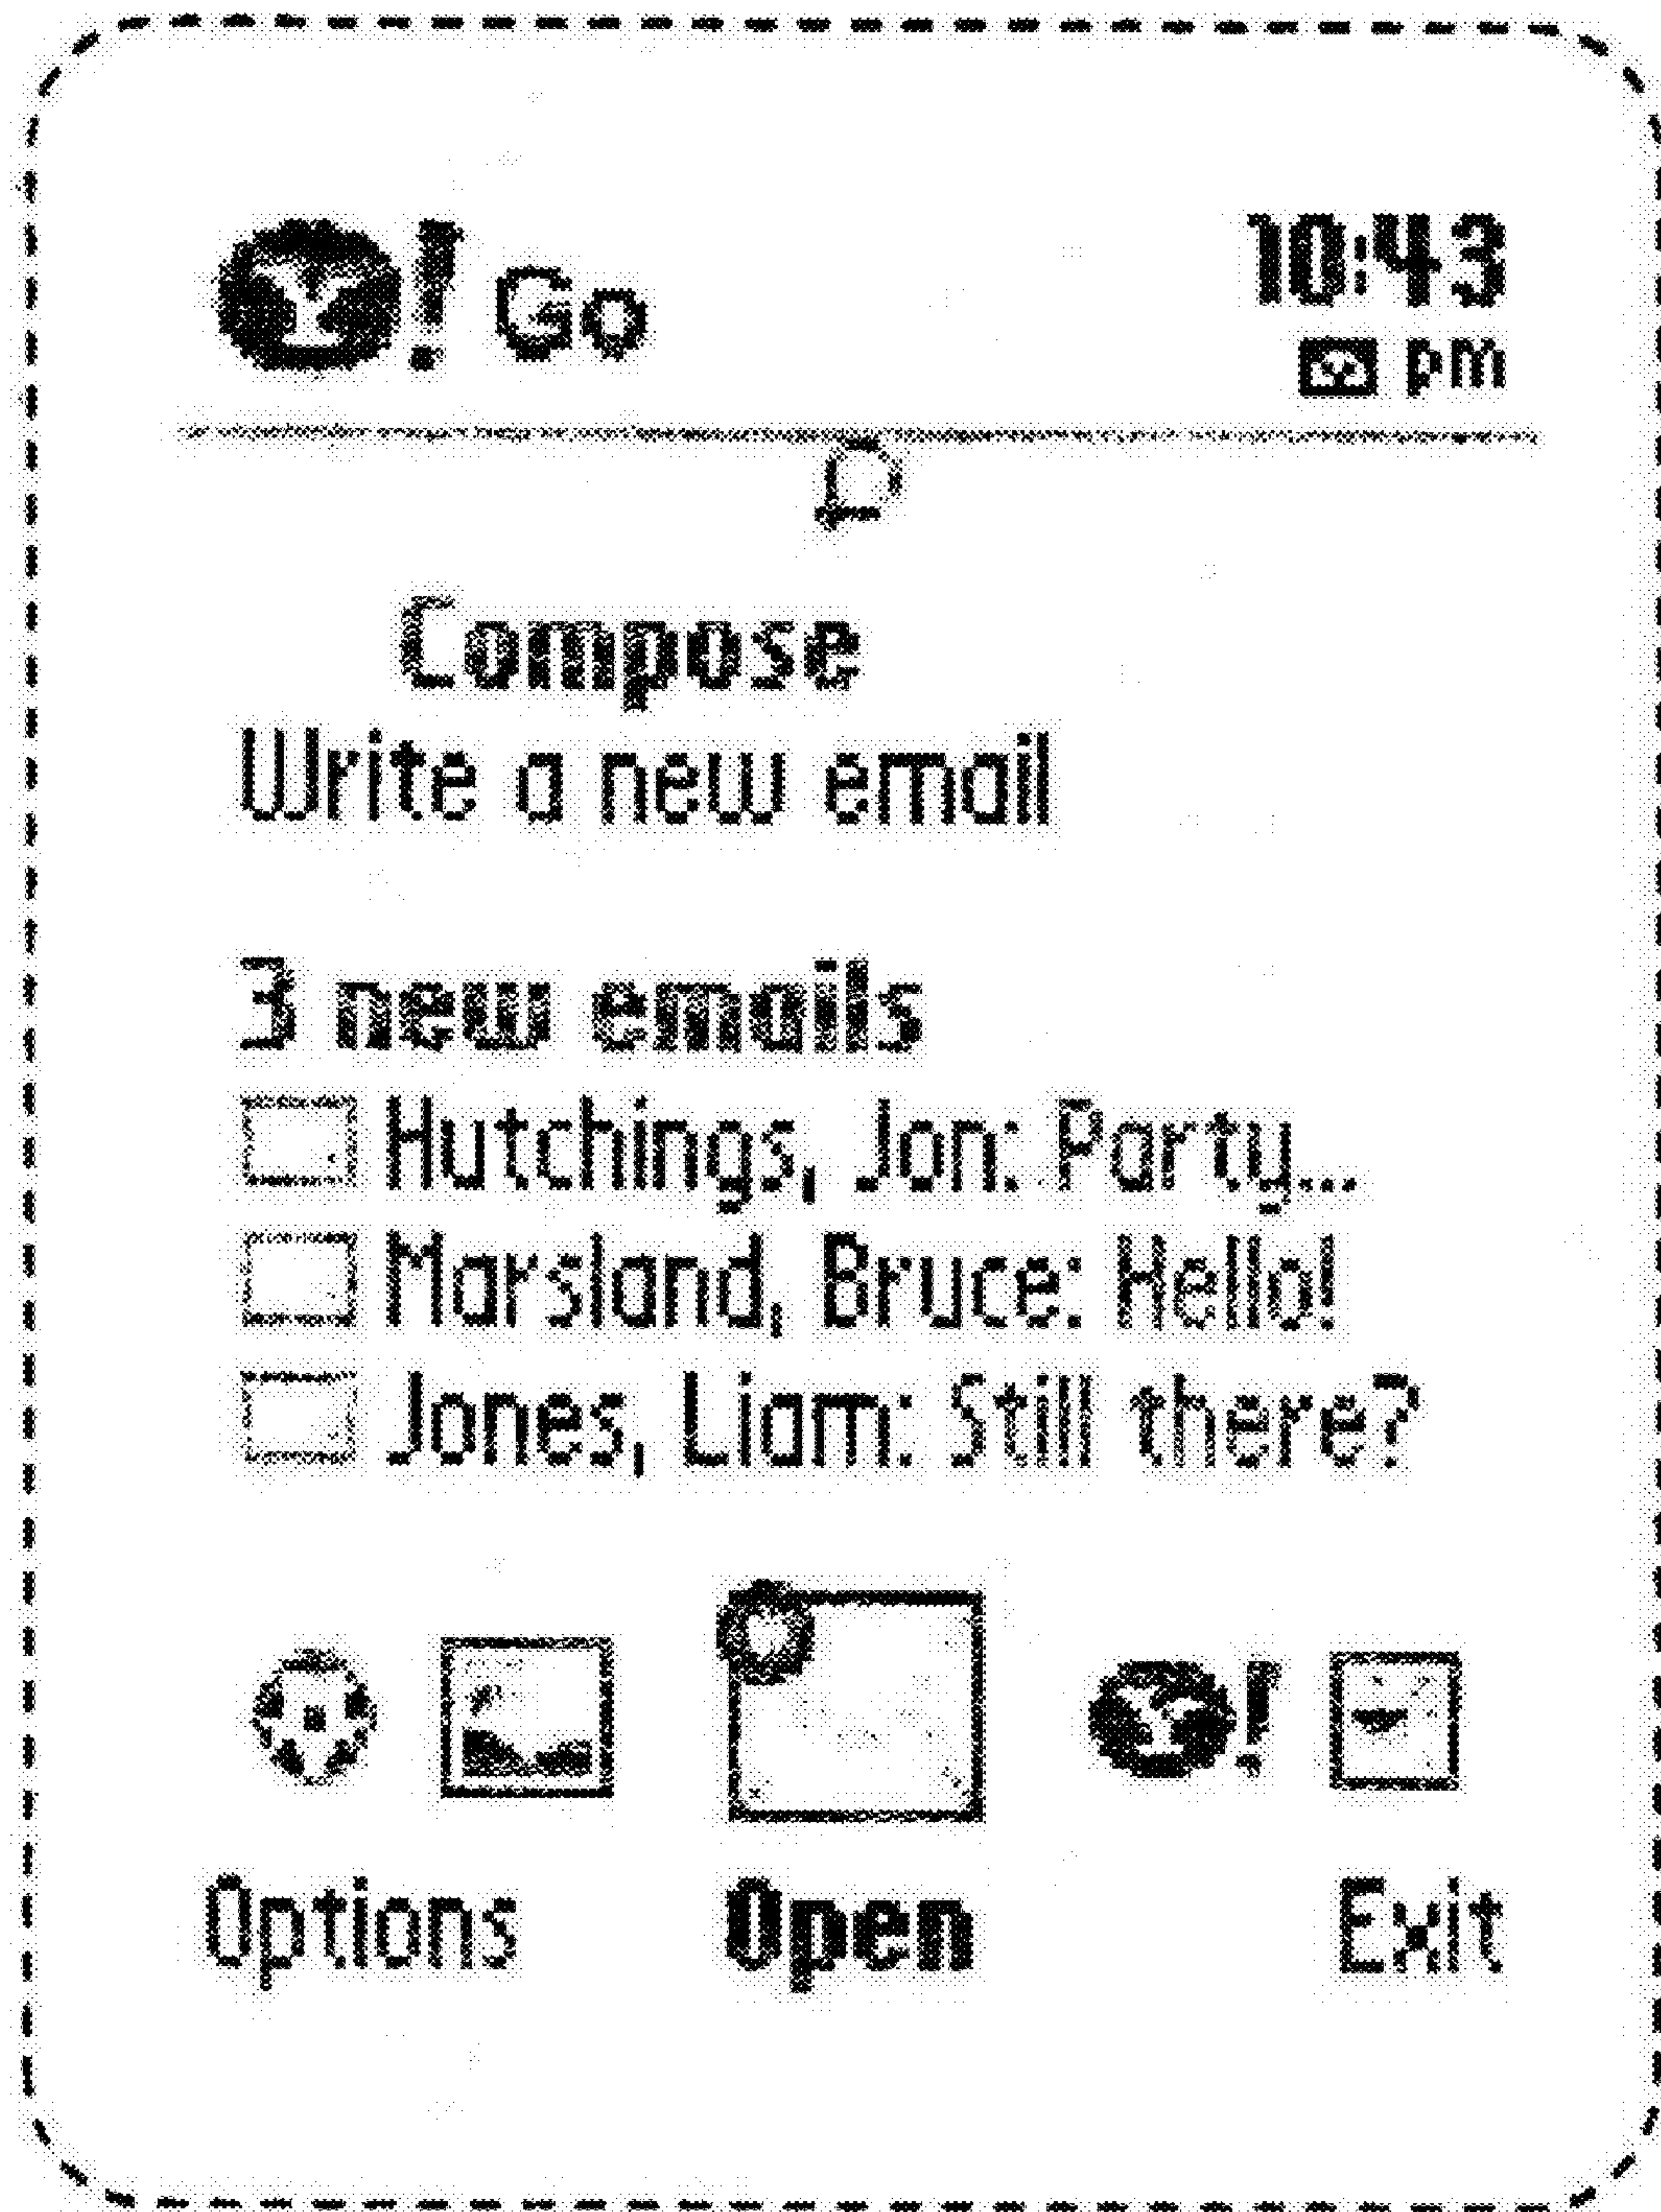 Y! Go
10:43
pm
Compose
Write a new email
3 new emails
Hutchings, Jon: Party...
Marsland, Bruce: Hello!
Jones, Liam: Still there?
Y!
Options Open Exit